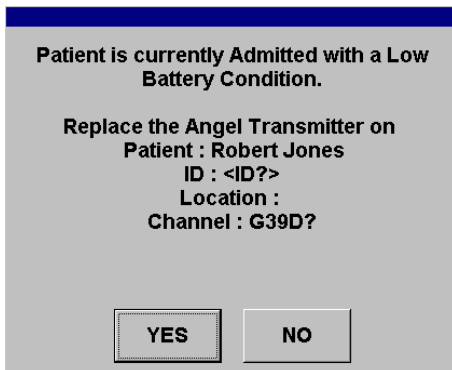 Patient is currently Admitted with a Low
Battery Condition.
Replace the Angel Transmitter on
Patient : Robert Jones
ID : <ID?>
Location :
Channel : G39D?
YES NO